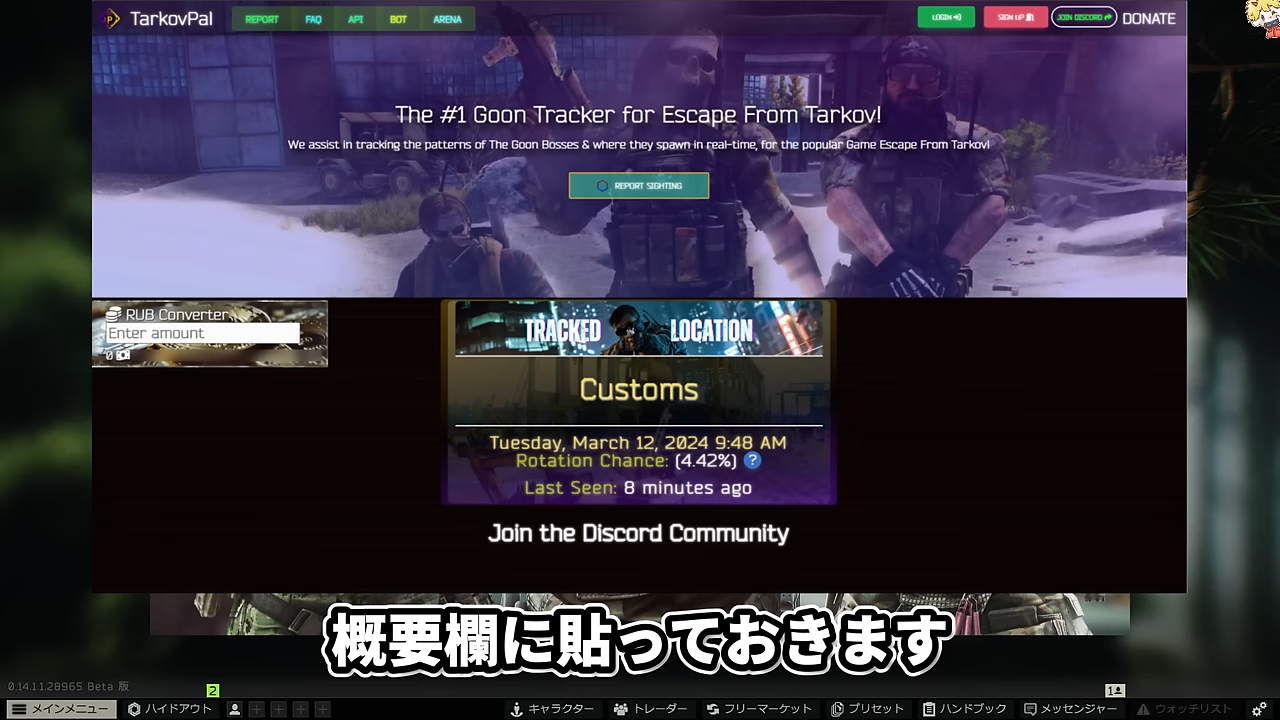 TarkovPal
REPORT FAQ API BOT ARENA
LOGIN SIGN UP JOIN DISCORD DONATE
The #1 Goon Tracker for Escape From Tarkov!
We assist in tracking the patterns of The Goon Bosses & where they spawn in real-time, for the popular Game Escape From Tarkov!
REPORT SIGHTING
RUB Converter
Enter amount
0
TRACKED LOCATION
Customs
Tuesday, March 12, 2024 9:48 AM
Rotation Chance: (4.42%) ?
Last Seen: 8 minutes ago
Join the Discord Community
概要欄に貼っておきます
0.14.1.1.28965 Beta 版
2
1
メインメニュー ハイドアウト キャラクター トレーダー フリーマーケット プリセット ハンドブック メッセンジャー ウォッチリスト